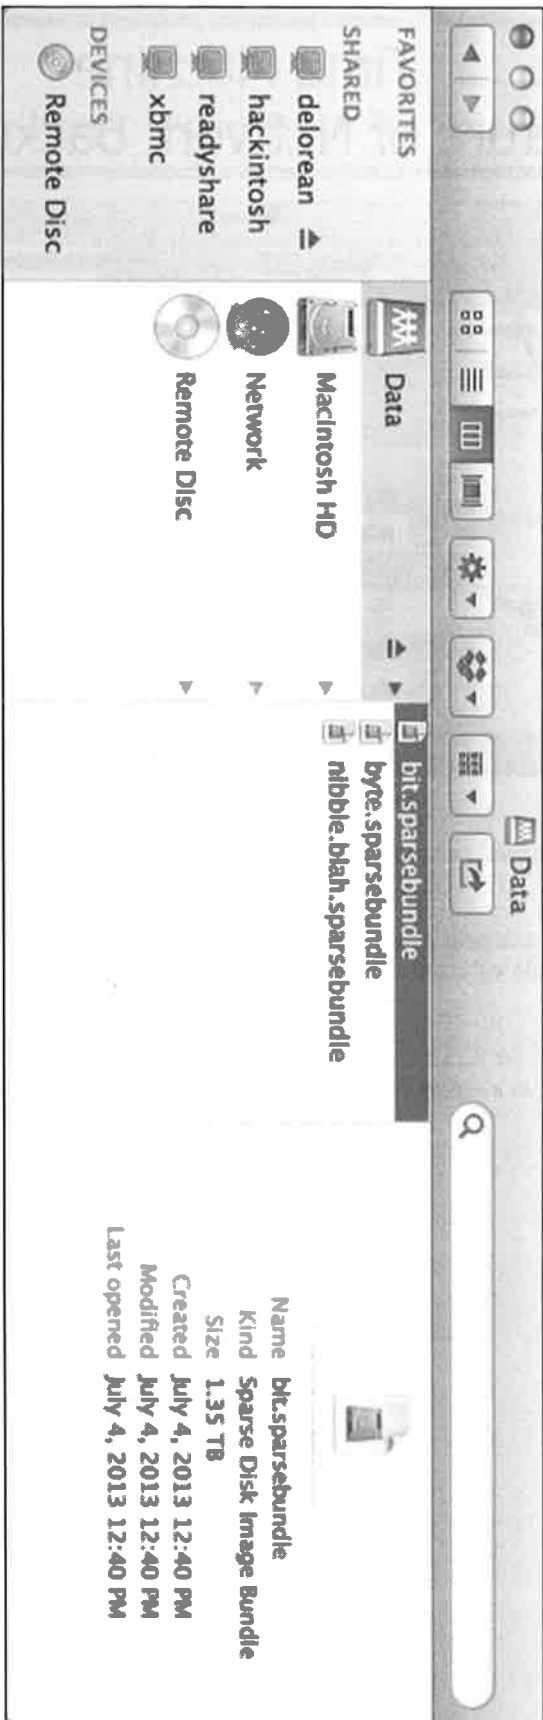 Data
FAVORITES
SHARED
delorean
hackintosh
readyshare
xbmc
DEVICES
Remote Disc
Data
Macintosh HD
Network
Remote Disc
bit.sparsebundle
byte.sparsebundle
nibble.blah.sparsebundle
Name bit.sparsebundle
Kind Sparse Disk Image Bundle
Size 1.35 TB
Created July 4, 2013 12:40 PM
Modified July 4, 2013 12:40 PM
Last opened July 4, 2013 12:40 PM